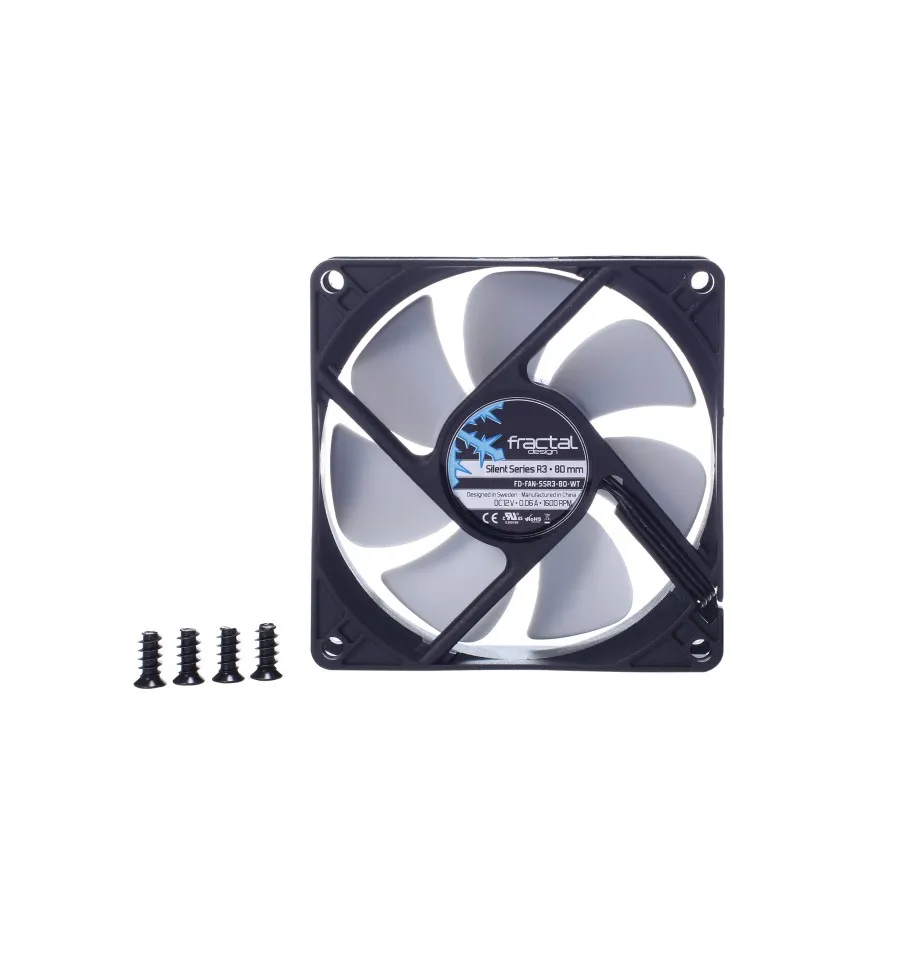 fractal
design
Silent Series R3 • 80 mm
FD-FAN-SSR3-80-WT
Designed in Sweden · Manufactured in China
DC 12V • 0.06A • 1600 RPM
CE RoHS